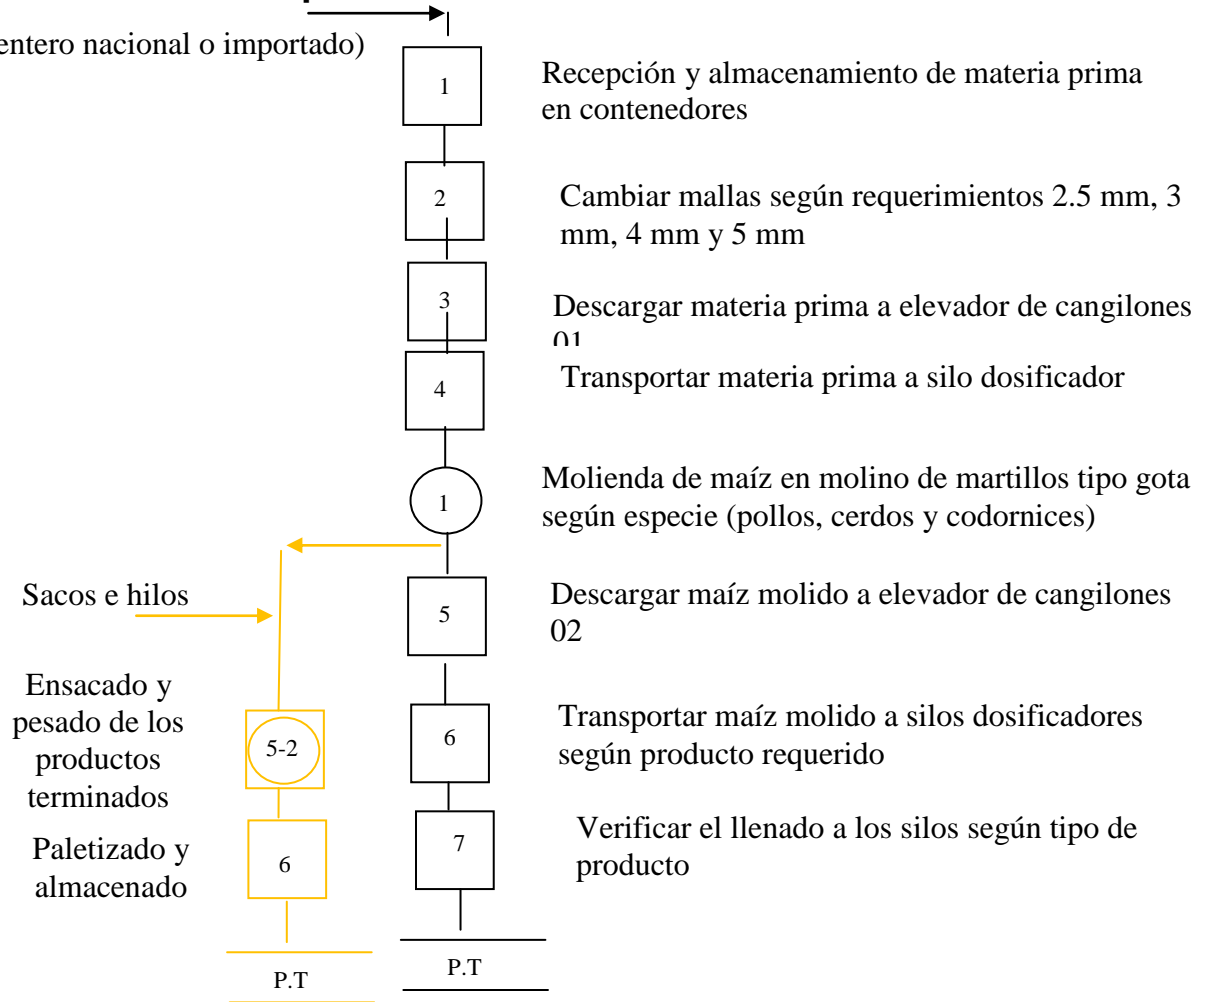 entero nacional o importado)
1
Recepción y almacenamiento de materia prima
en contenedores
2
Cambiar mallas según requerimientos 2.5 mm, 3
mm, 4 mm y 5 mm
3
Descargar materia prima a elevador de cangilones
01
4
Transportar materia prima a silo dosificador
1
Molienda de maíz en molino de martillos tipo gota
según especie (pollos, cerdos y codornices)
Sacos e hilos
5
Descargar maíz molido a elevador de cangilones
02
Ensacado y
pesado de los
productos
terminados
5-2
6
Transportar maíz molido a silos dosificadores
según producto requerido
Paletizado y
almacenado
6
7
Verificar el llenado a los silos según tipo de
producto
P.T
P.T